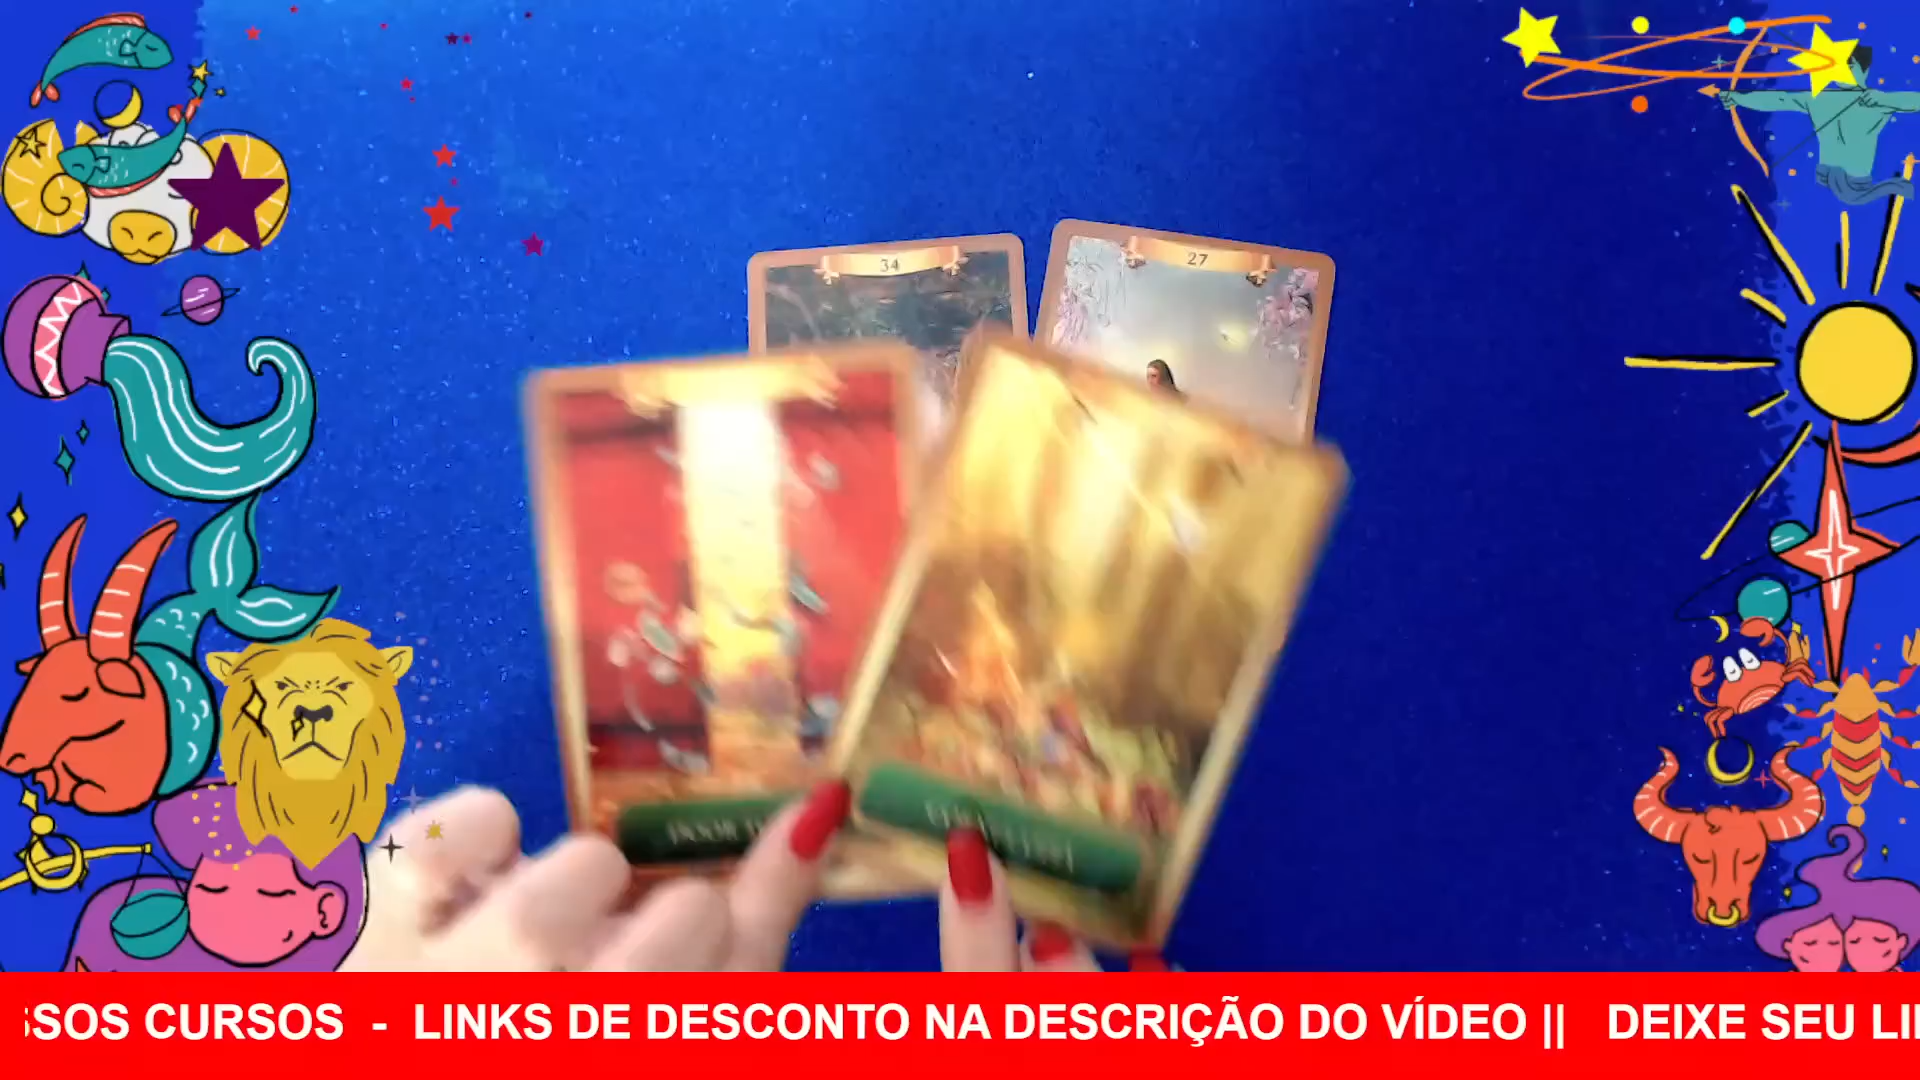 34
27
SOS CURSOS - LINKS DE DESCONTO NA DESCRIÇÃO DO VÍDEO || DEIXE SEU LI